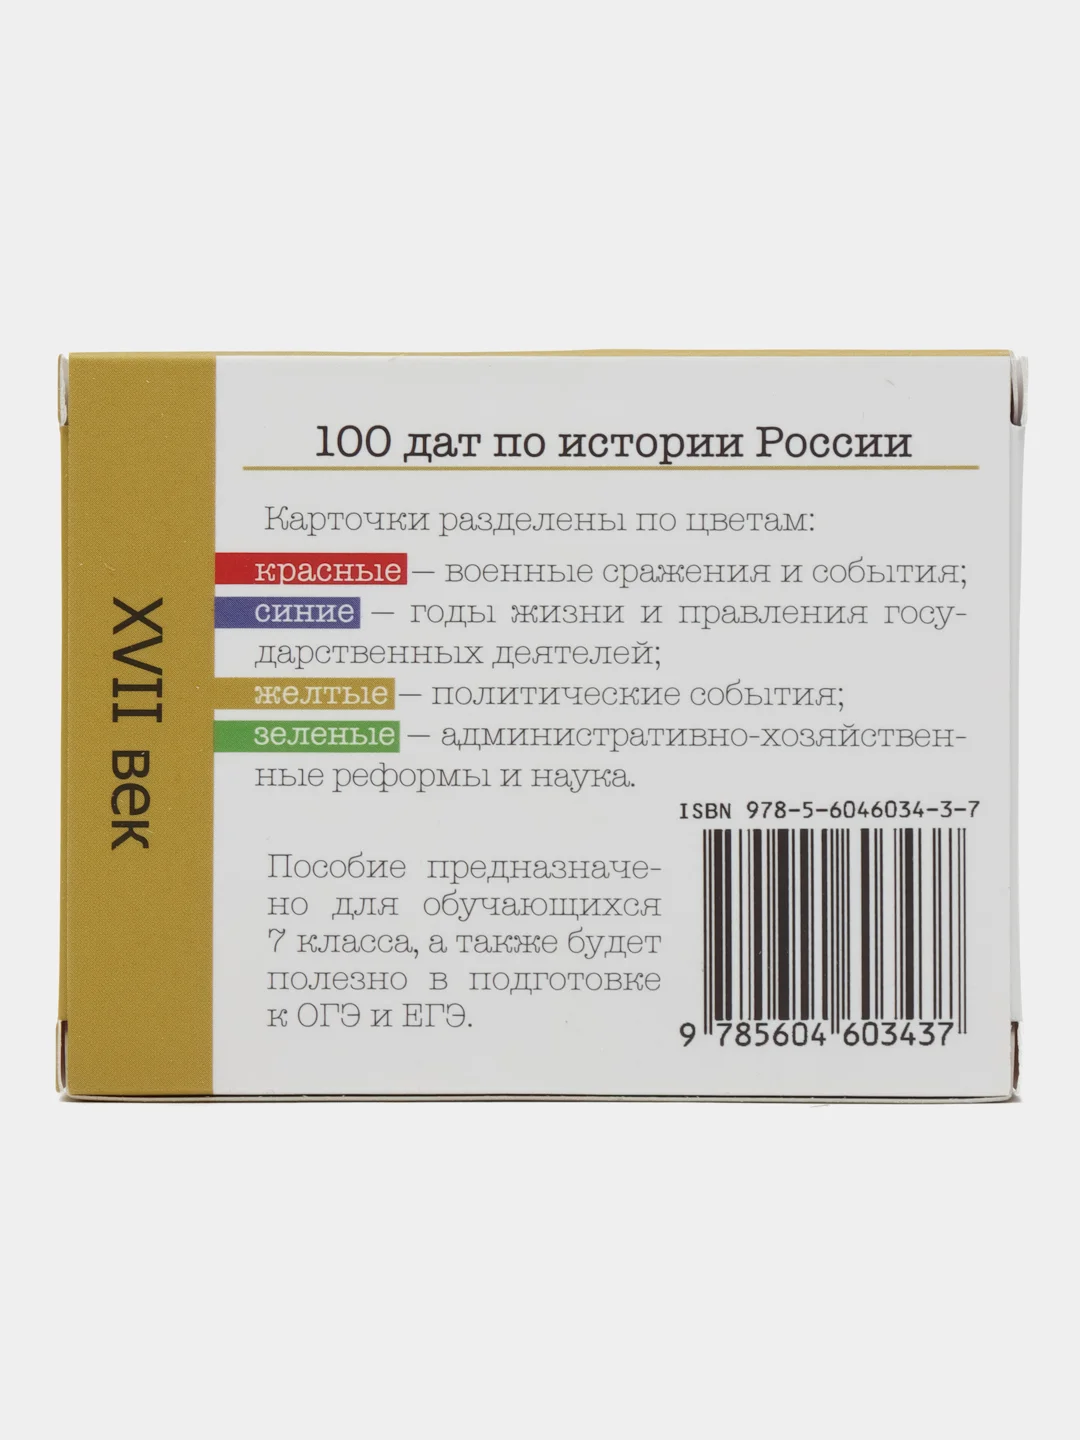 XVII век
100 дат по истории России
Карточки разделены по цветам:
красные – военные сражения и события;
синие – годы жизни и правления госу-
дарственных деятелей;
желтые – политические события;
зеленые – административно-хозяйствен-
ные реформы и наука.
ISBN 978-5-6046034-3-7
Пособие предназначе-
но для обучающихся
7 класса, а также будет
полезно в подготовке
к ОГЭ и ЕГЭ.
9 785604 603437